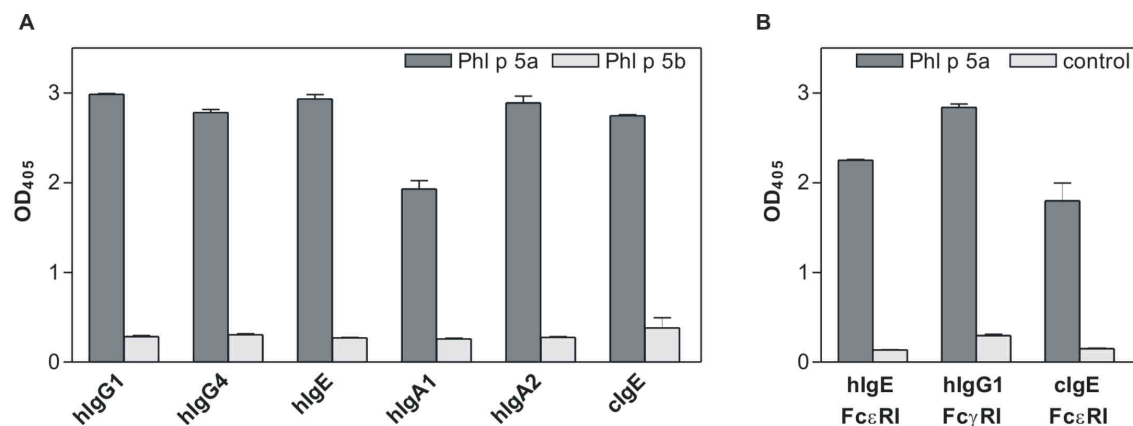 A
Phl p 5a
Phl p 5b
OD405
3
2
1
0
hIgG1
hIgG4
hIgE
hIgA1
hIgA2
cIgE
B
Phl p 5a
control
OD405
3
2
1
0
hIgE hIgG1 cIgE
FcεRI FcγRI FcεRI